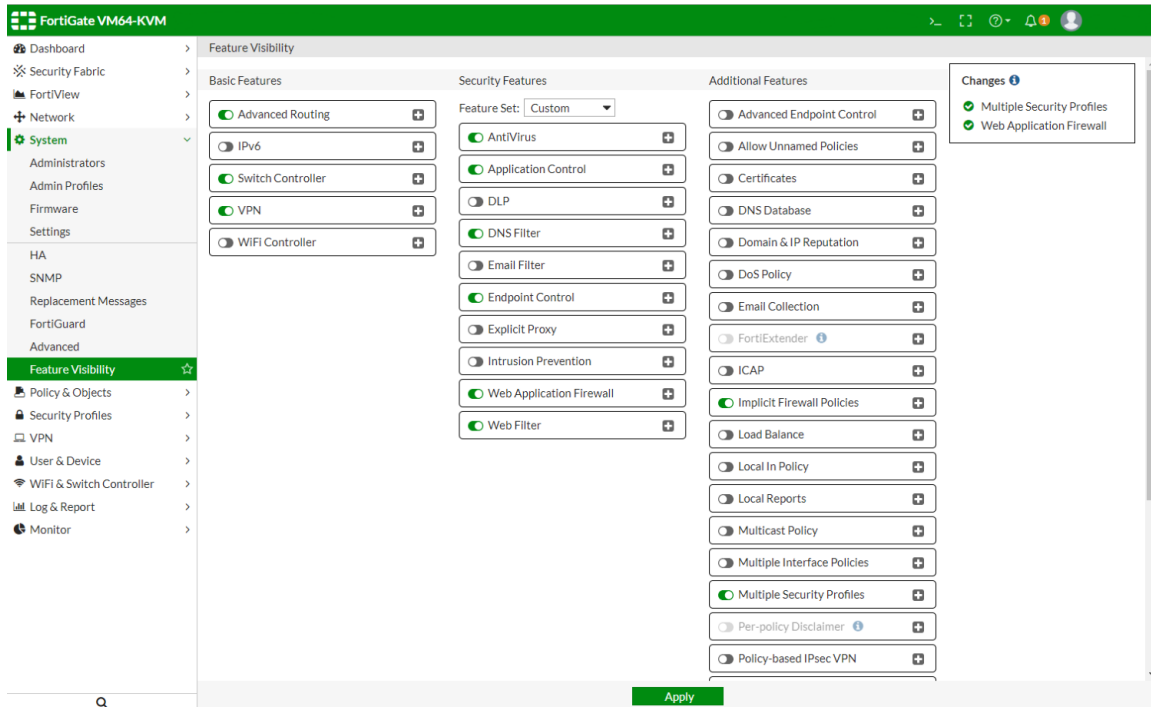 FortiGate VM64-KVM
>_
1
Dashboard
Security Fabric
FortiView
Network
System
Administrators
Admin Profiles
Firmware
Settings
HA
SNMP
Replacement Messages
FortiGuard
Advanced
Feature Visibility
Policy & Objects
Security Profiles
VPN
User & Device
WiFi & Switch Controller
Log & Report
Monitor
Feature Visibility
Basic Features
Advanced Routing
IPv6
Switch Controller
VPN
WiFi Controller
Security Features
Feature Set: Custom
AntiVirus
Application Control
DLP
DNS Filter
Email Filter
Endpoint Control
Explicit Proxy
Intrusion Prevention
Web Application Firewall
Web Filter
Additional Features
Advanced Endpoint Control
Allow Unnamed Policies
Certificates
DNS Database
Domain & IP Reputation
DoS Policy
Email Collection
FortiExtender
ICAP
Implicit Firewall Policies
Load Balance
Local In Policy
Local Reports
Multicast Policy
Multiple Interface Policies
Multiple Security Profiles
Per-policy Disclaimer
Policy-based IPsec VPN
Changes
Multiple Security Profiles
Web Application Firewall
Apply